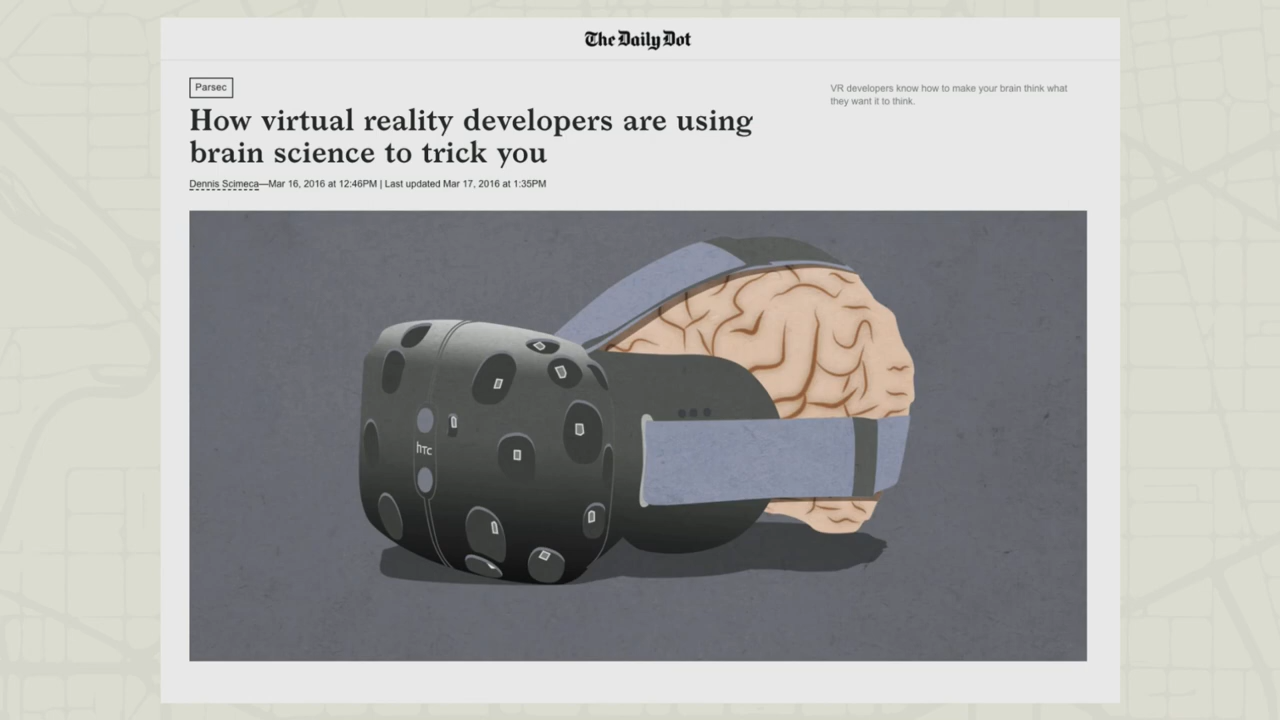 The Daily Dot
Parsec
How virtual reality developers are using
brain science to trick you
Dennis Scimeca—Mar 16, 2016 at 12:46PM | Last updated Mar 17, 2016 at 1:35PM
VR developers know how to make your brain think what
they want it to think.
hTC